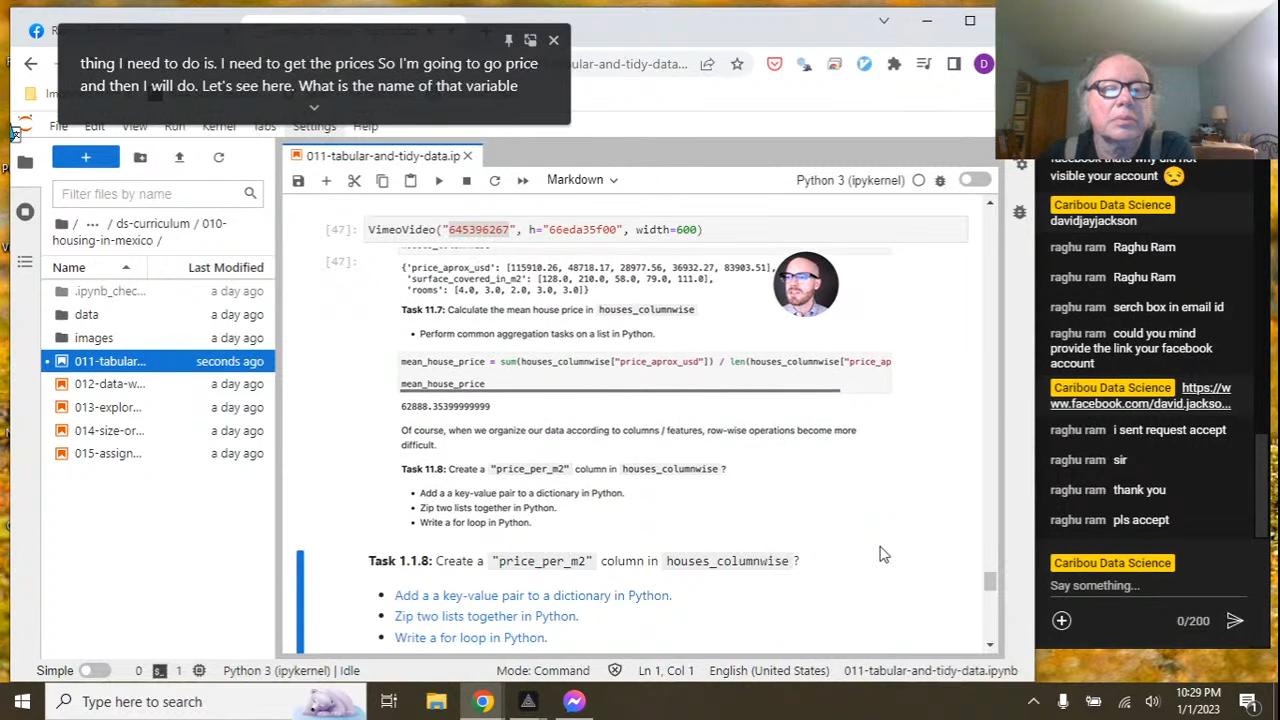 thing I need to do is. I need to get the prices So I'm going to go price
and then I will do. Let's see here. What is the name of that variable
ular-and-tidy-data...
D
File Edit View Run Kernel Tabs Settings Help
011-tabular-and-tidy-data.ip
Filter files by name
Markdown
Python 3 (ipykernel)
/ ... ds-curriculum / 010-
housing-in-mexico /
Name Last Modified
.ipynb_chec... a day ago
data a day ago
images a day ago
011-tabular... seconds ago
012-data-w... a day ago
013-explor... a day ago
014-size-or... a day ago
015-assign... a day ago
[47]: VimeoVideo("645396267", h="66eda35f00", width=600)
[47]:
{'price_aprox_usd': [115910.26, 48718.17, 28977.56, 36932.27, 83903.51],
'surface_covered_in_m2': [128.0, 210.0, 58.0, 79.0, 111.0],
'rooms': [4.0, 3.0, 2.0, 3.0, 3.0]}
Task 11.7: Calculate the mean house price in houses_columnwise
• Perform common aggregation tasks on a list in Python.
mean_house_price = sum(houses_columnwise["price_aprox_usd"]) / len(houses_columnwise["price_ap
mean_house_price
62888.35399999999
Of course, when we organize our data according to columns / features, row-wise operations become more
difficult.
Task 11.8: Create a "price_per_m2" column in houses_columnwise ?
• Add a a key-value pair to a dictionary in Python.
• Zip two lists together in Python.
• Write a for loop in Python.
Task 1.1.8: Create a "price_per_m2" column in houses_columnwise ?
• Add a a key-value pair to a dictionary in Python.
• Zip two lists together in Python.
• Write a for loop in Python.
Simple 0 1 Python 3 (ipykernel) | Idle Mode: Command Ln 1, Col 1 English (United States) 011-tabular-and-tidy-data.ipynb
facebook thats why did not
visible your account
Caribou Data Science
davidjayjackson
raghu ram Raghu Ram
raghu ram Raghu Ram
raghu ram serch box in email id
raghu ram could you mind
provide the link your facebook
account
Caribou Data Science https://w
ww.facebook.com/david.jackso...
raghu ram i sent request accept
raghu ram sir
raghu ram thank you
raghu ram pls accept
Caribou Data Science
Say something...
0/200
Type here to search
10:29 PM
1/1/2023
1